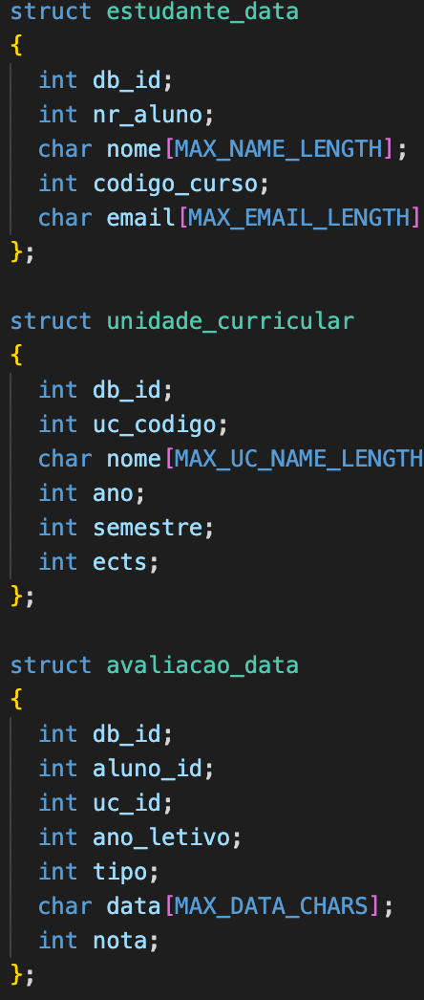 struct estudante_data
{
int db_id;
int nr_aluno;
char nome[MAX_NAME_LENGTH];
int codigo_curso;
char email[MAX_EMAIL_LENGTH]
};
struct unidade_curricular
{
int db_id;
int uc_codigo;
char nome[MAX_UC_NAME_LENGTH
int ano;
int semestre;
int ects;
};
struct avaliacao_data
{
int db_id;
int aluno_id;
int uc_id;
int ano_letivo;
int tipo;
char data[MAX_DATA_CHARS];
int nota;
};